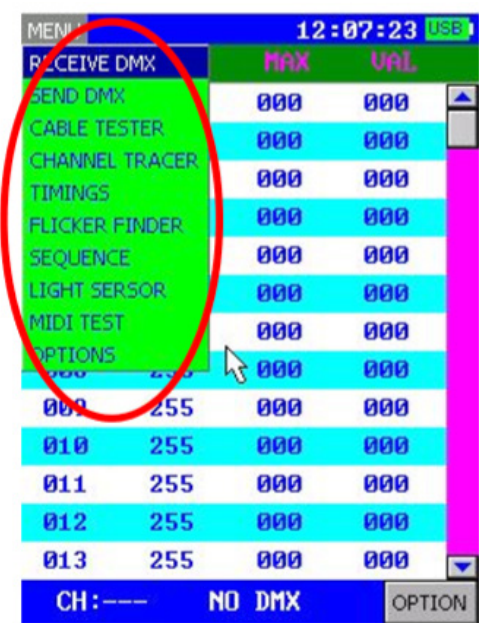 MENU 12:07:23 USB
RECEIVE DMX MAX VAL
SEND DMX 000 000
CABLE TESTER 000 000
CHANNEL TRACER
TIMINGS 000 000
FLICKER FINDER 000 000
SEQUENCE 000 000
LIGHT SERSOR 000 000
MIDI TEST 000 000
OPTIONS
000 000
009 255 000 000
010 255 000 000
011 255 000 000
012 255 000 000
013 255 000 000
CH:--- NO DMX OPTION